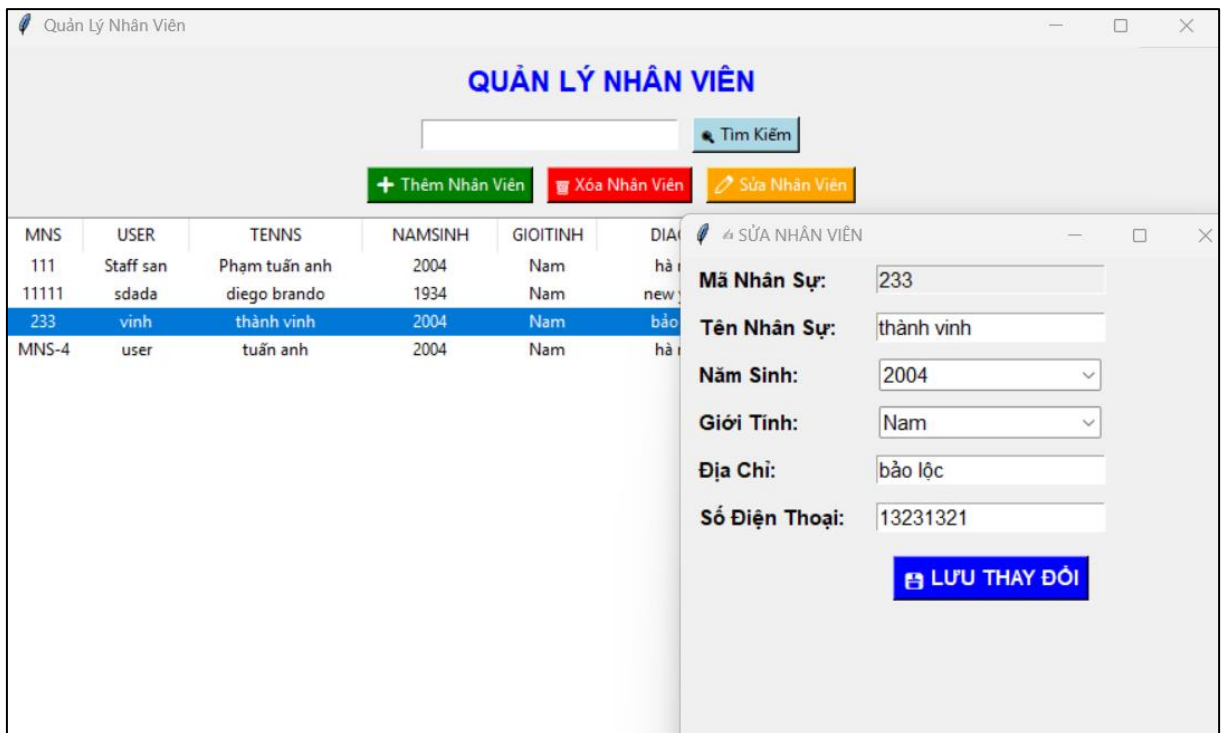 Quản Lý Nhân Viên
QUẢN LÝ NHÂN VIÊN
Tìm Kiếm
Thêm Nhân Viên Xóa Nhân Viên Sửa Nhân Viên
MNS USER TENNS NAMSINH GIOITINH
111 Staff san Phạm tuấn anh 2004 Nam hà
11111 sdada diego brando 1934 Nam new
233 vinh thành vinh 2004 Nam bảo
MNS-4 user tuấn anh 2004 Nam hà
SỬA NHÂN VIÊN
Mã Nhân Sự: 233
Tên Nhân Sự: thành vinh
Năm Sinh: 2004
Giới Tính: Nam
Địa Chỉ: bảo lộc
Số Điện Thoại: 13231321
LƯU THAY ĐỔI